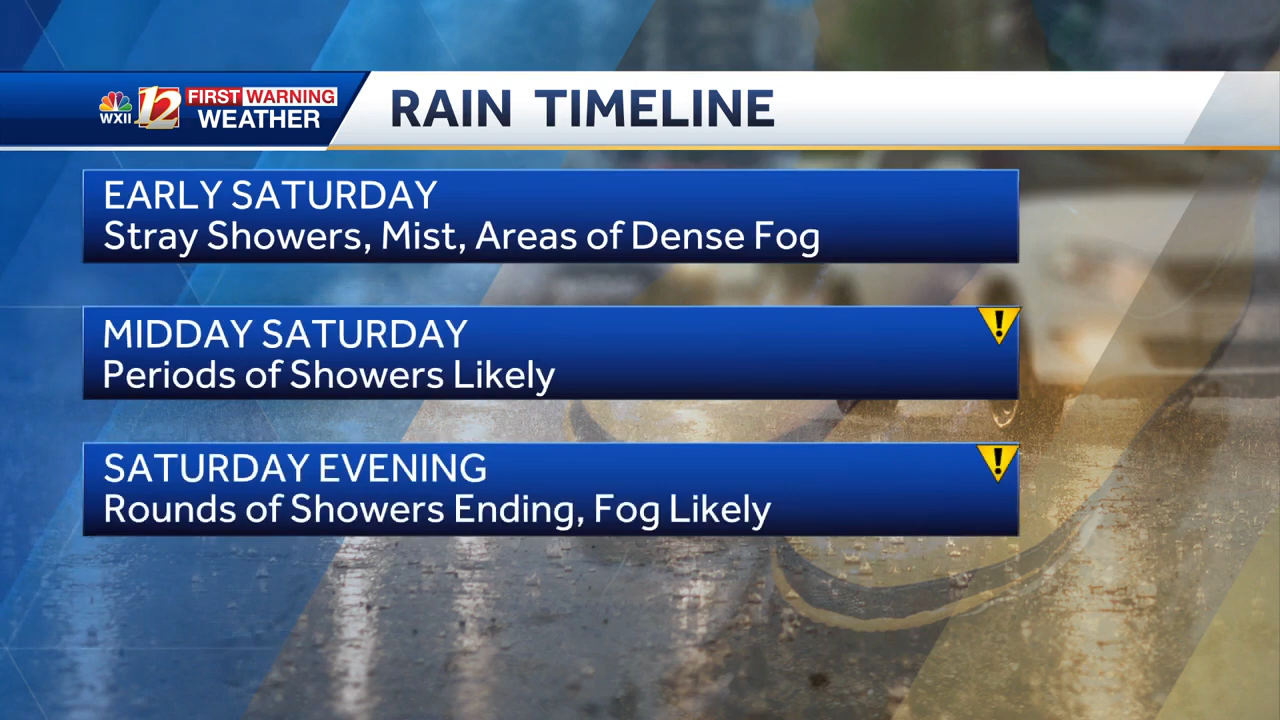 WXII 12 FIRST WARNING
WEATHER
RAIN TIMELINE
EARLY SATURDAY
Stray Showers, Mist, Areas of Dense Fog
MIDDAY SATURDAY
!
Periods of Showers Likely
SATURDAY EVENING
!
Rounds of Showers Ending, Fog Likely